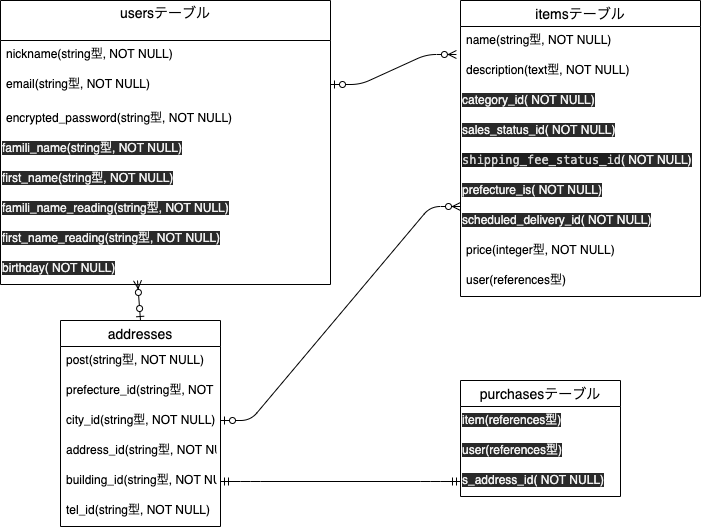 usersテーブル
nickname(string型, NOT NULL)
email(string型, NOT NULL)
encrypted_password(string型, NOT NULL)
famili_name(string型, NOT NULL)
first_name(string型, NOT NULL)
famili_name_reading(string型, NOT NULL)
first_name_reading(string型, NOT NULL)
birthday( NOT NULL)
itemsテーブル
name(string型, NOT NULL)
description(text型, NOT NULL)
category_id( NOT NULL)
sales_status_id( NOT NULL)
shipping_fee_status_id( NOT NULL)
prefecture_is( NOT NULL)
scheduled_delivery_id( NOT NULL)
price(integer型, NOT NULL)
user(references型)
addresses
post(string型, NOT NULL)
prefecture_id(string型, NOT
city_id(string型, NOT NULL)
address_id(string型, NOT NU
building_id(string型, NOT NU
tel_id(string型, NOT NULL)
purchasesテーブル
item(references型)
user(references型)
s_address_id( NOT NULL)